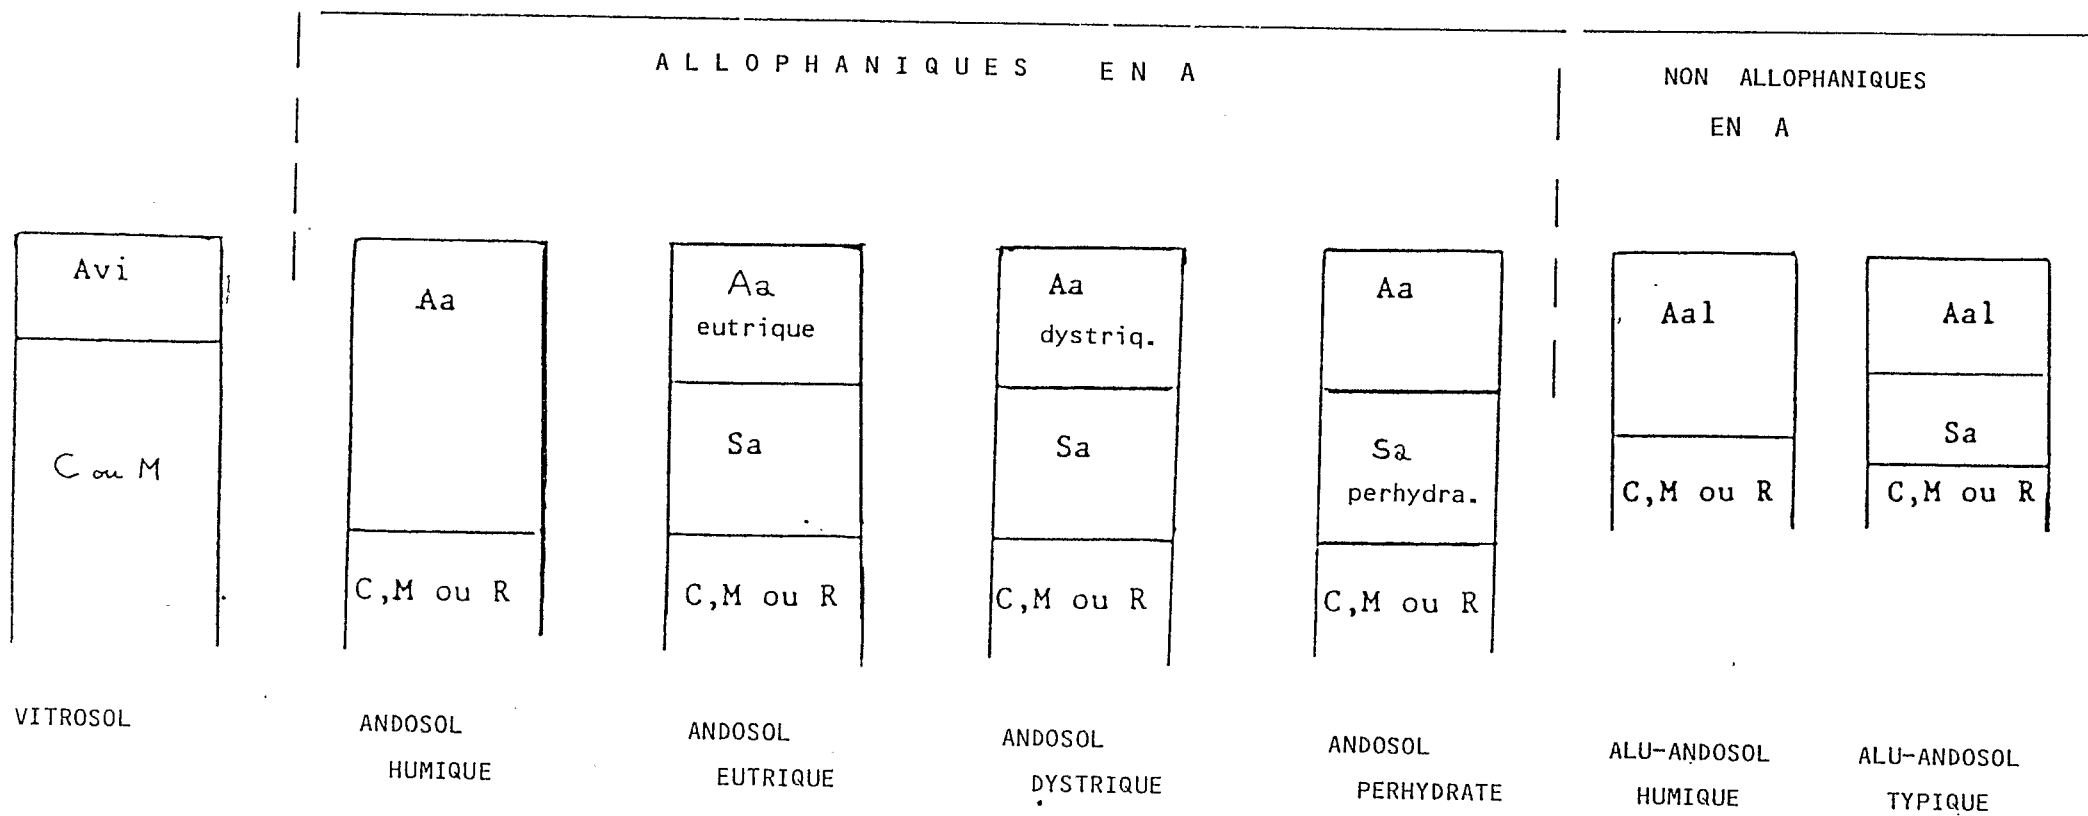 ALLOPHANIQUES EN A
NON ALLOPHANIQUES
EN A
Avi
C ou M
VITROSOL
Aa
C,M ou R
ANDOSOL
HUMIQUE
Aa
eutrique
Sa
C,M ou R
ANDOSOL
EUTRIQUE
Aa
dystriq.
Sa
C,M ou R
ANDOSOL
DYSTRIQUE
Aa
Sa
perhydra.
C,M ou R
ANDOSOL
PERHYDRATE
Aal
C,M ou R
ALU-ANDOSOL
HUMIQUE
Aal
Sa
C,M ou R
ALU-ANDOSOL
TYPIQUE